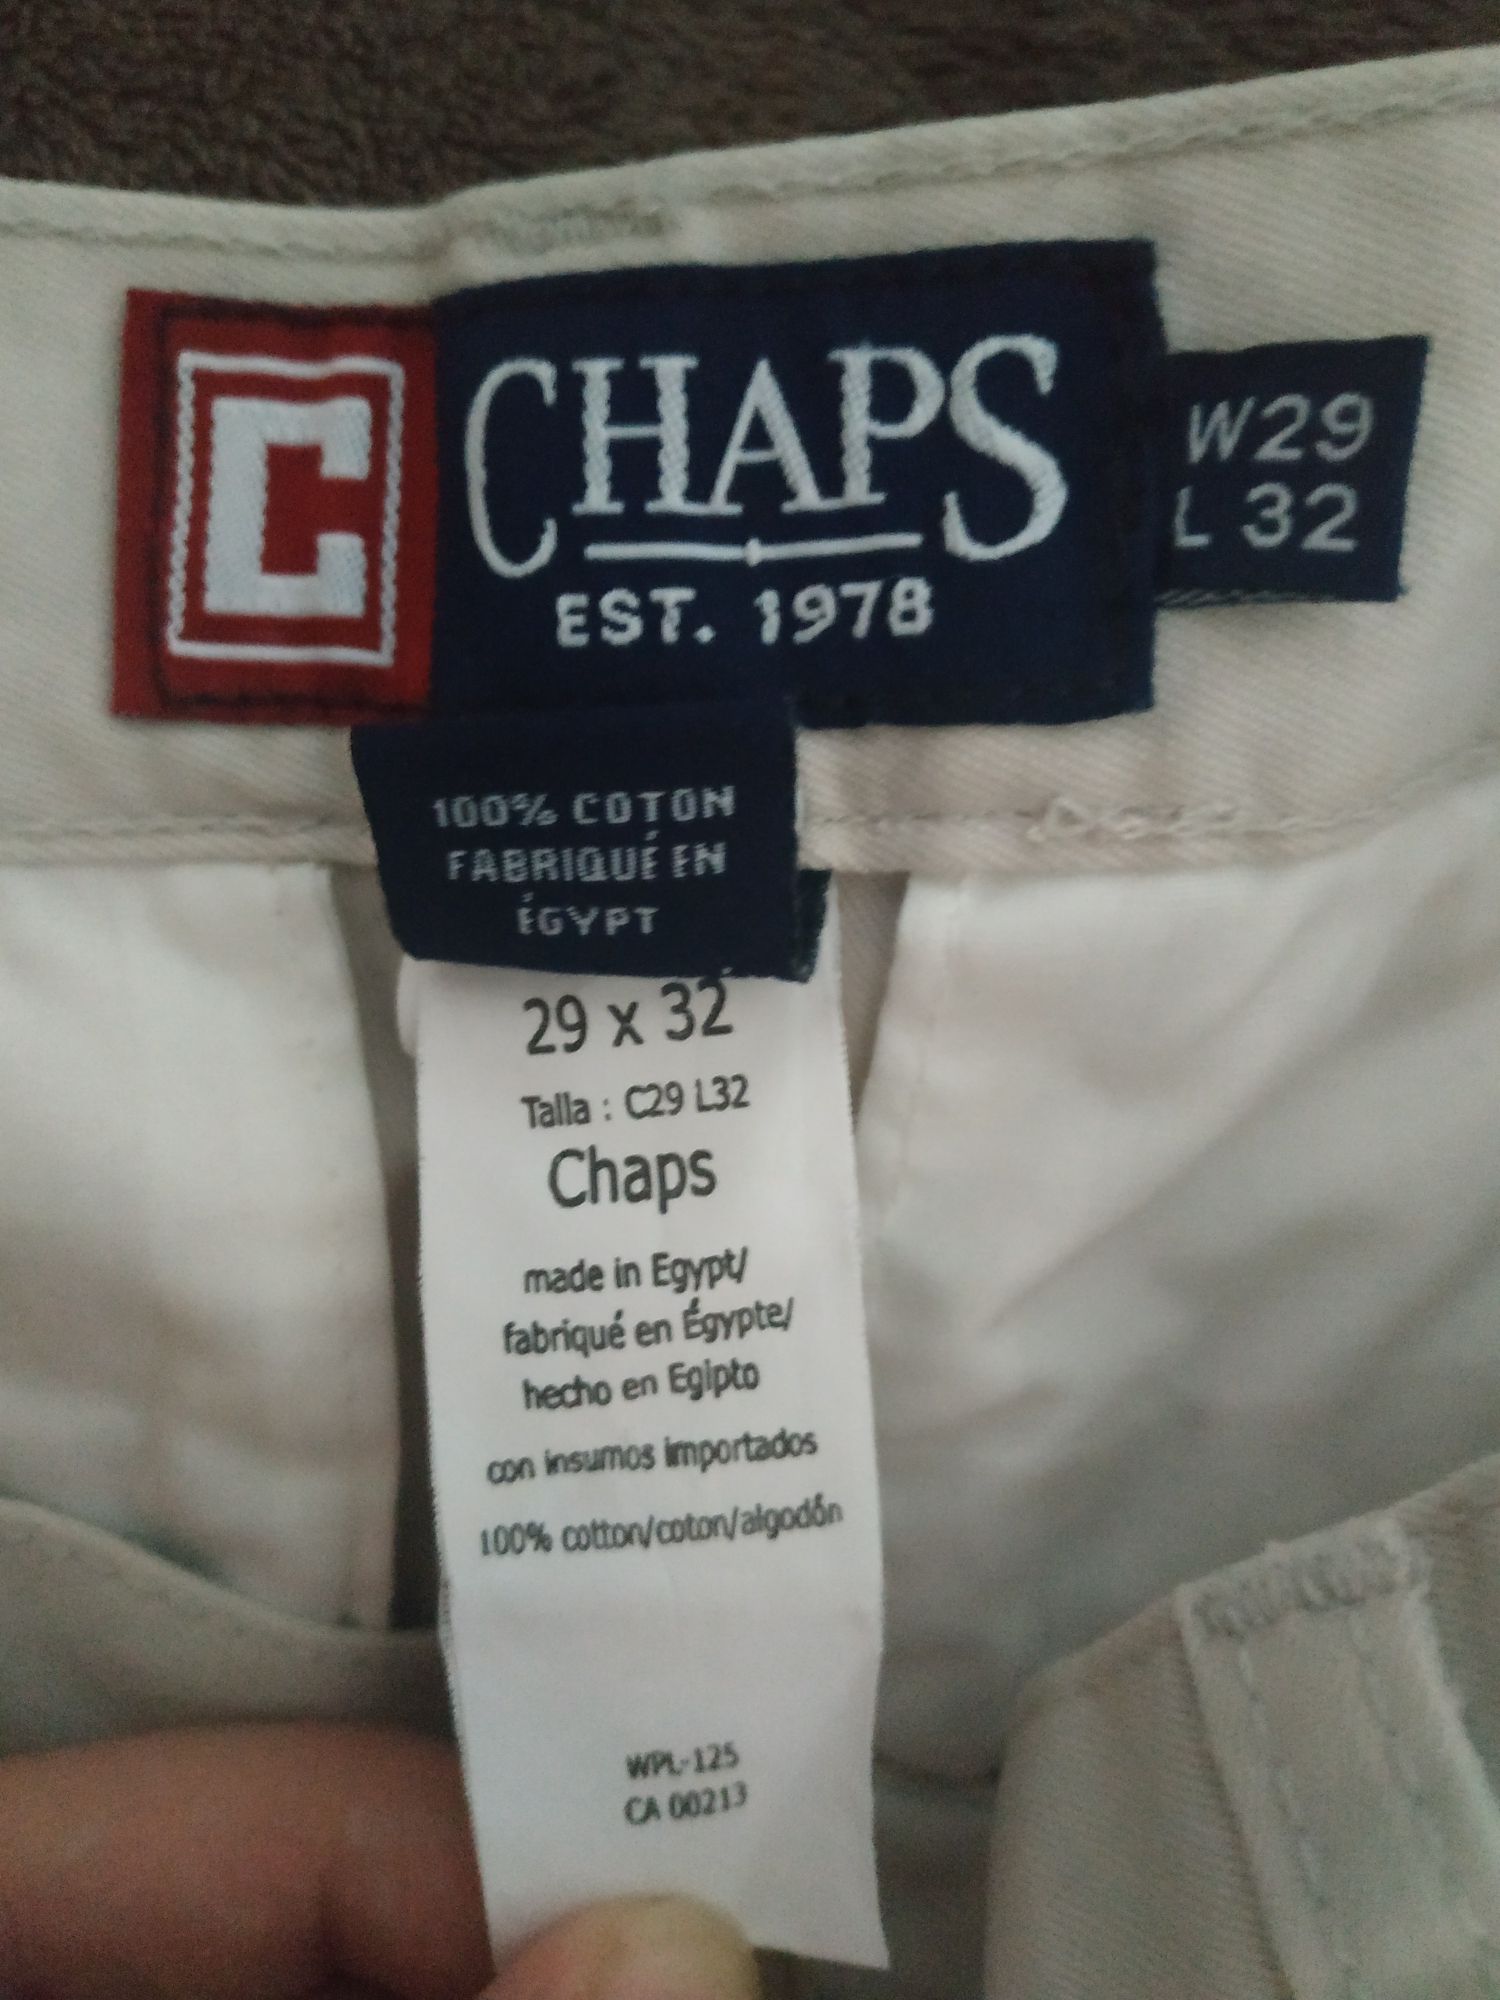 C
CHAPS
EST. 1978
W29
L 32
100% COTON
FABRIQUÉ EN
ÉGYPT
29 x 32
Talla : C29 L32
Chaps
made in Egypt/
fabriqué en Égypte/
hecho en Egipto
con insumos importados
100% cotton/coton/algodón
WPL-125
CA 00213